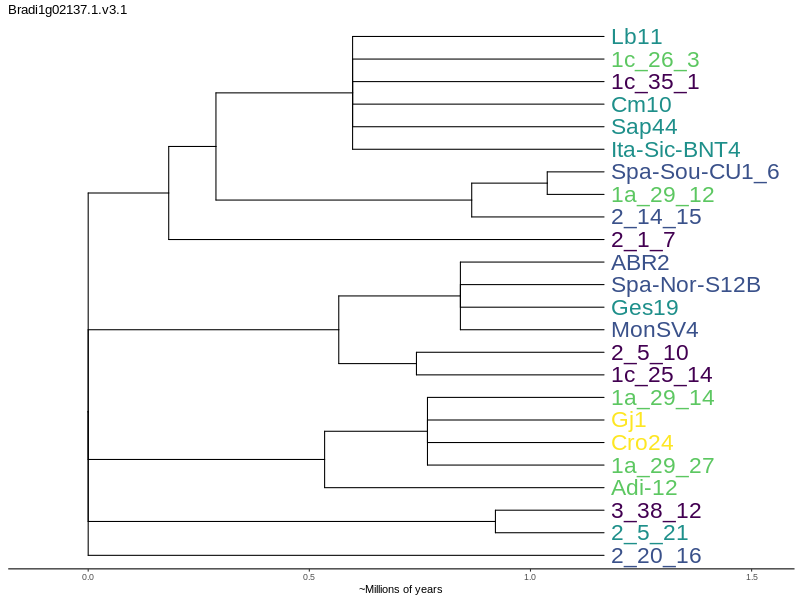 Bradi1g02137.1.v3.1
Lb11
1c_26_3
1c_35_1
Cm10
Sap44
Ita-Sic-BNT4
Spa-Sou-CU1_6
1a_29_12
2_14_15
2_1_7
ABR2
Spa-Nor-S12B
Ges19
MonSV4
2_5_10
1c_25_14
1a_29_14
Gj1
Cro24
1a_29_27
Adi-12
3_38_12
2_5_21
2_20_16
0.0 0.5 1.0 1.5
~Millions of years